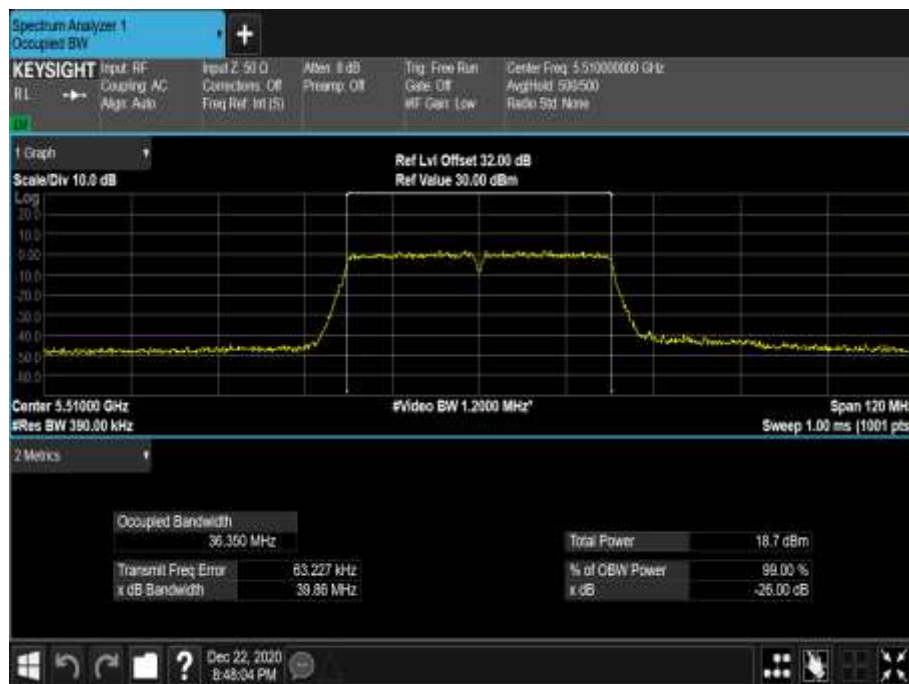 Spectrum Analyzer 1
Occupied BW
+
KEYSIGHT
RL
Input: RF
Coupling: AC
Align: Auto
Input Z: 50 Ω
Corrections: Off
Freq Ref: Int (S)
Atten: 8 dB
Preamp: Off
Trig: Free Run
Gate: Off
#IF Gain: Low
Center Freq: 5.510000000 GHz
Avg|Hold: 500/500
Radio Std: None
1 Graph
Scale/Div 10.0 dB
Ref Lvl Offset 32.00 dB
Ref Value 30.00 dBm
Log
20.0
10.0
0.00
-10.0
-20.0
-30.0
-40.0
-50.0
-60.0
Center 5.51000 GHz
#Video BW 1.2000 MHz*
Span 120 MH
#Res BW 390.00 kHz
Sweep 1.00 ms (1001 pts
2 Metrics
Occupied Bandwidth
36.350 MHz
Total Power 18.7 dBm
Transmit Freq Error 63.227 kHz
% of OBW Power 99.00 %
x dB Bandwidth 39.86 MHz
x dB -26.00 dB
?
Dec 22, 2020
8:48:04 PM